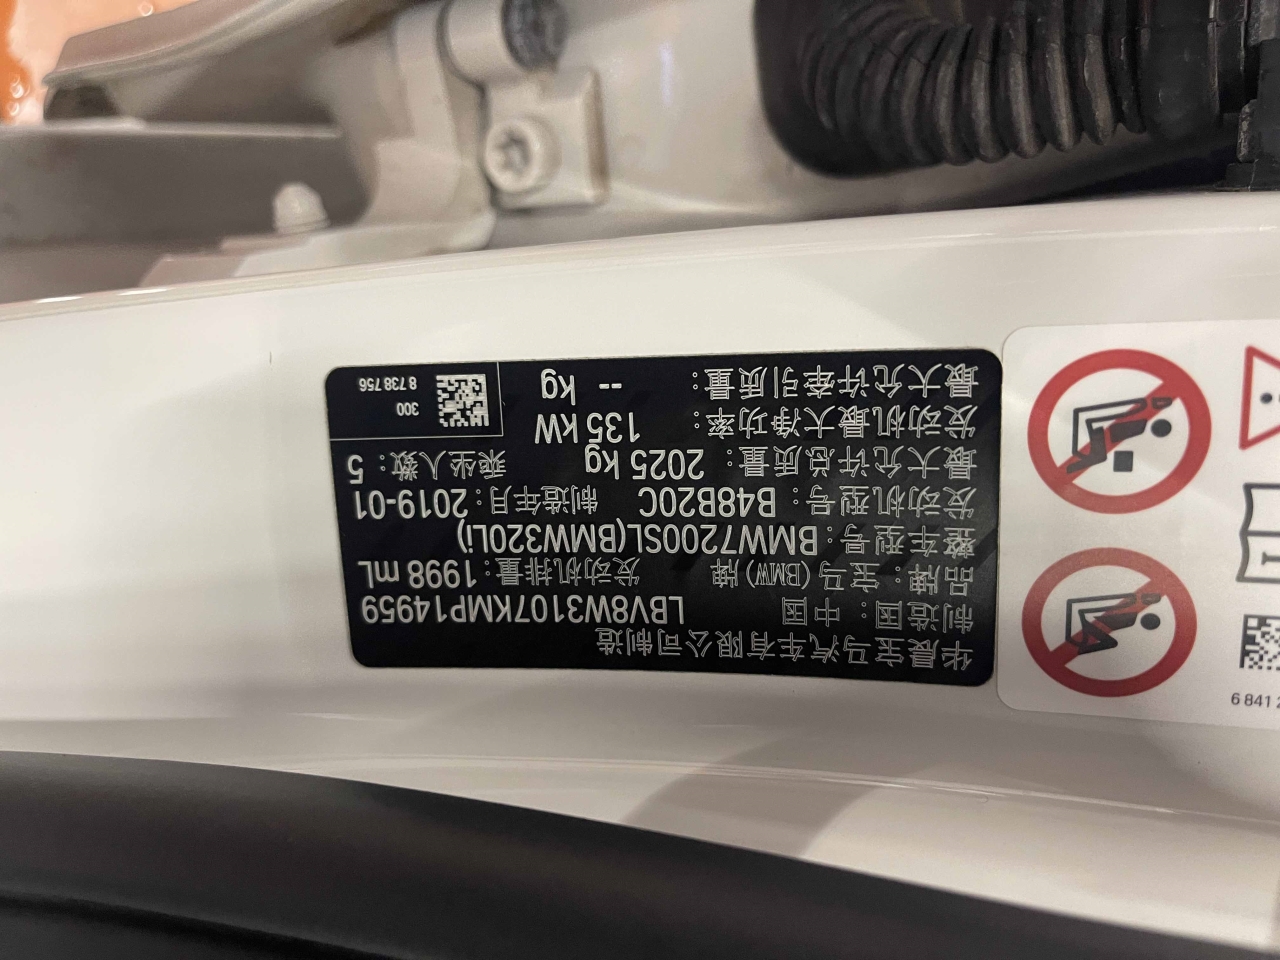 华晨宝马汽车有限公司制造
制造国：中国 LBV8W3107KMP14959
品牌：宝马(BMW)牌 发动机排量：1998 mL
整车型号：BMW7200SL(BMW320Li)
发动机型号：B48B20C 制造年月：2019-01
最大允许总质量：2025 kg 乘坐人数：5
发动机最大净功率：135 kW
最大允许牵引质量：-- kg
300
8 738 756
6 841 2